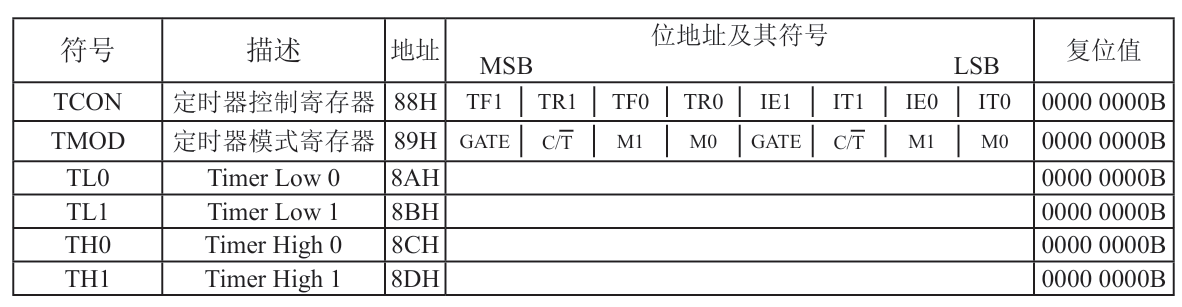 符号 描述 地址 位地址及其符号 复位值
MSB LSB
TCON 定时器控制寄存器 88H TF1 TR1 TF0 TR0 IE1 IT1 IE0 IT0 0000 0000B
TMOD 定时器模式寄存器 89H GATE C/T̅ M1 M0 GATE C/T̅ M1 M0 0000 0000B
TL0 Timer Low 0 8AH 0000 0000B
TL1 Timer Low 1 8BH 0000 0000B
TH0 Timer High 0 8CH 0000 0000B
TH1 Timer High 1 8DH 0000 0000B